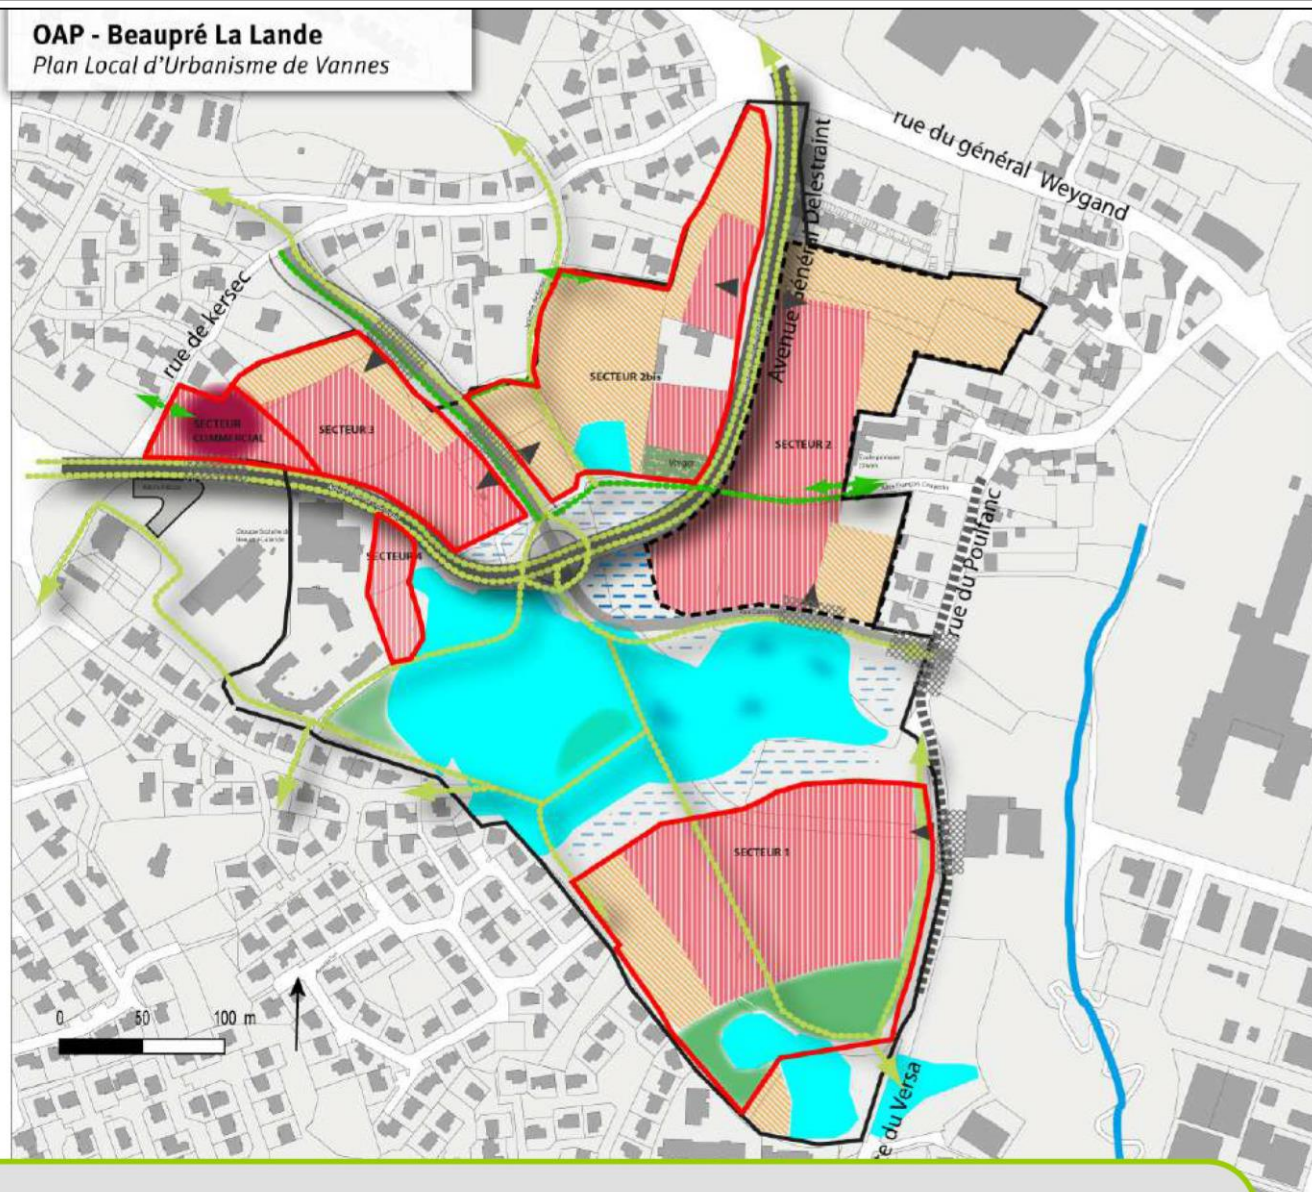 OAP - Beaupré La Lande
Plan Local d'Urbanisme de Vannes
rue du général Weygand
Avenue Général Delestraint
rue de kersec
SECTEUR 2bis
SECTEUR
COMMERCIAL
SECTEUR 3
SECTEUR 2
Verger
SECTEUR 4
rue du Poulfanc
SECTEUR 1
0 50 100 m
e du Versa